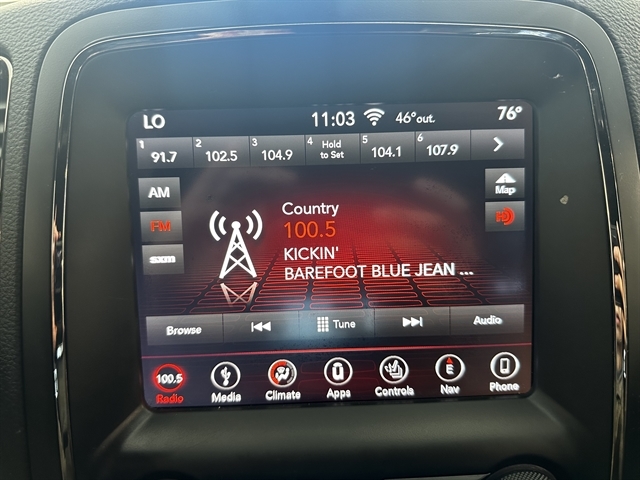 LO 11:03 46°out. 76°
1 91.7 2 102.5 3 104.9 4 Hold to Set 5 104.1 6 107.9
AM
Map
FM
HD
sxm
Country
100.5
KICKIN'
BAREFOOT BLUE JEAN ...
Browse Tune Audio
100.5 E
Radio Media Climate Apps Controls Nav Phone